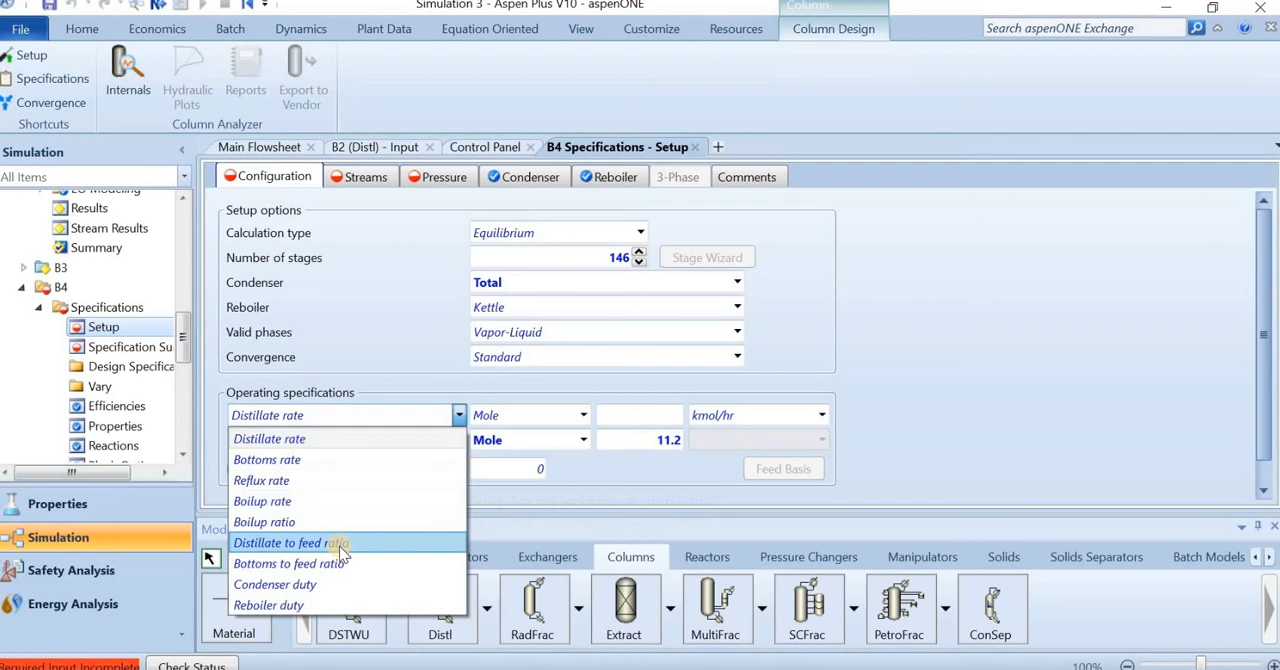 Simulation 3 - Aspen Plus V10 - aspenONE
Column
File Home Economics Batch Dynamics Plant Data Equation Oriented View Customize Resources Column Design
Search aspenONE Exchange
Setup
Specifications
Convergence
Shortcuts
Internals
Hydraulic
Plots
Reports
Export to
Vendor
Column Analyzer
Simulation
All Items
Main Flowsheet B2 (Distl) - Input Control Panel B4 Specifications - Setup
Results
Stream Results
Summary
B3
B4
Specifications
Setup
Specification Su
Design Specifica
Vary
Efficiencies
Properties
Reactions
Properties
Simulation
Safety Analysis
Energy Analysis
Configuration Streams Pressure Condenser Reboiler 3-Phase Comments
Setup options
Calculation type Equilibrium
Number of stages 146 Stage Wizard
Condenser Total
Reboiler Kettle
Valid phases Vapor-Liquid
Convergence Standard
Operating specifications
Distillate rate Mole kmol/hr
Mole 11.2
0 Feed Basis
Distillate rate
Bottoms rate
Reflux rate
Boilup rate
Boilup ratio
Distillate to feed ratio
Bottoms to feed ratio
Condenser duty
Reboiler duty
Exchangers Columns Reactors Pressure Changers Manipulators Solids Solids Separators Batch Models
Material DSTWU Distl RadFrac Extract MultiFrac SCFrac PetroFrac ConSep
Required Input Incomplete Check Status 100%